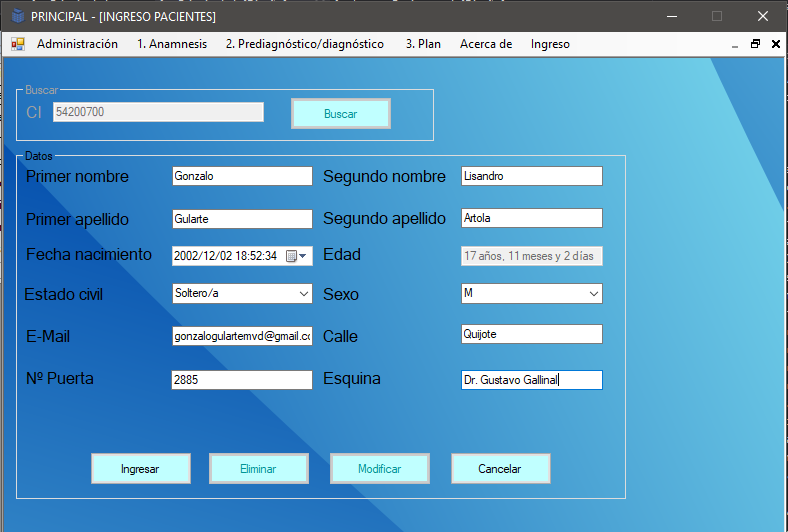 PRINCIPAL - [INGRESO PACIENTES]
Administración 1. Anamnesis 2. Prediagnóstico/diagnóstico 3. Plan Acerca de Ingreso
Buscar
CI 54200700 Buscar
Datos
Primer nombre Gonzalo Segundo nombre Lisandro
Primer apellido Gularte Segundo apellido Artola
Fecha nacimiento 2002/12/02 18:52:34 Edad 17 años, 11 meses y 2 días
Estado civil Soltero/a Sexo M
E-Mail gonzalogulartemvd@gmail.co Calle Quijote
Nº Puerta 2885 Esquina Dr. Gustavo Gallinal
Ingresar Eliminar Modificar Cancelar